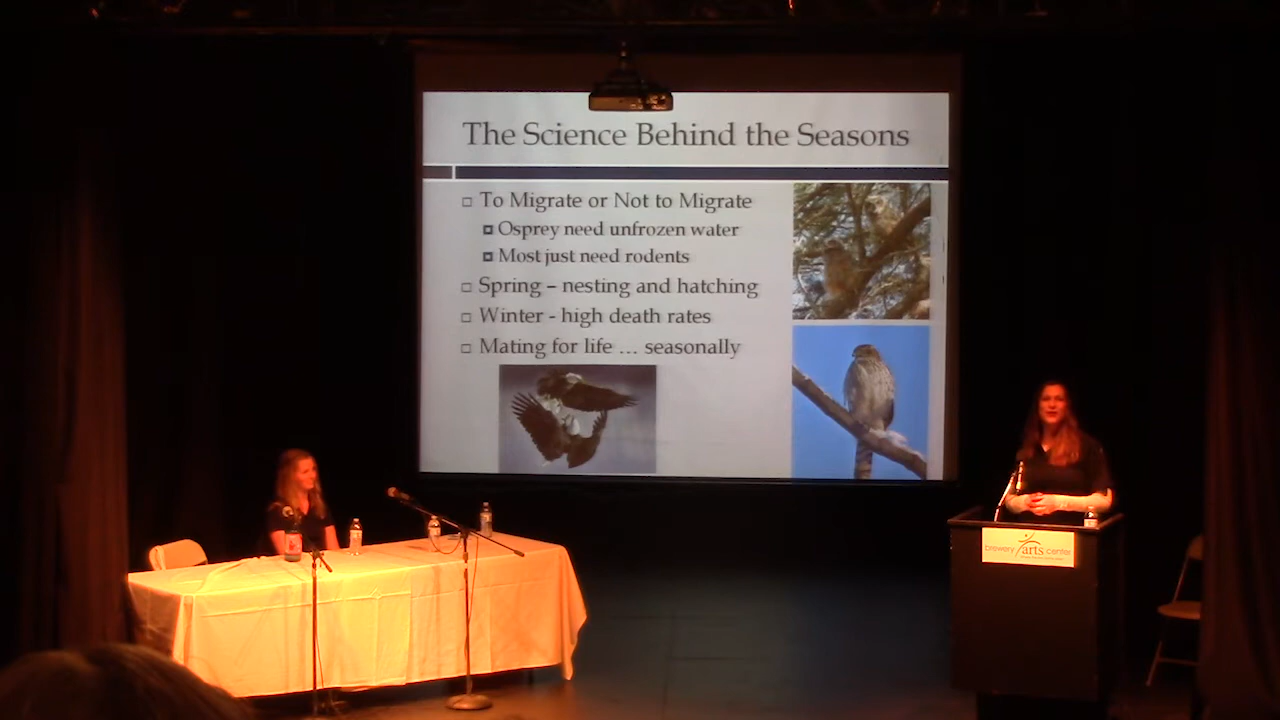 The Science Behind the Seasons
To Migrate or Not to Migrate
Osprey need unfrozen water
Most just need rodents
Spring – nesting and hatching
Winter - high death rates
Mating for life … seasonally
brewery arts center